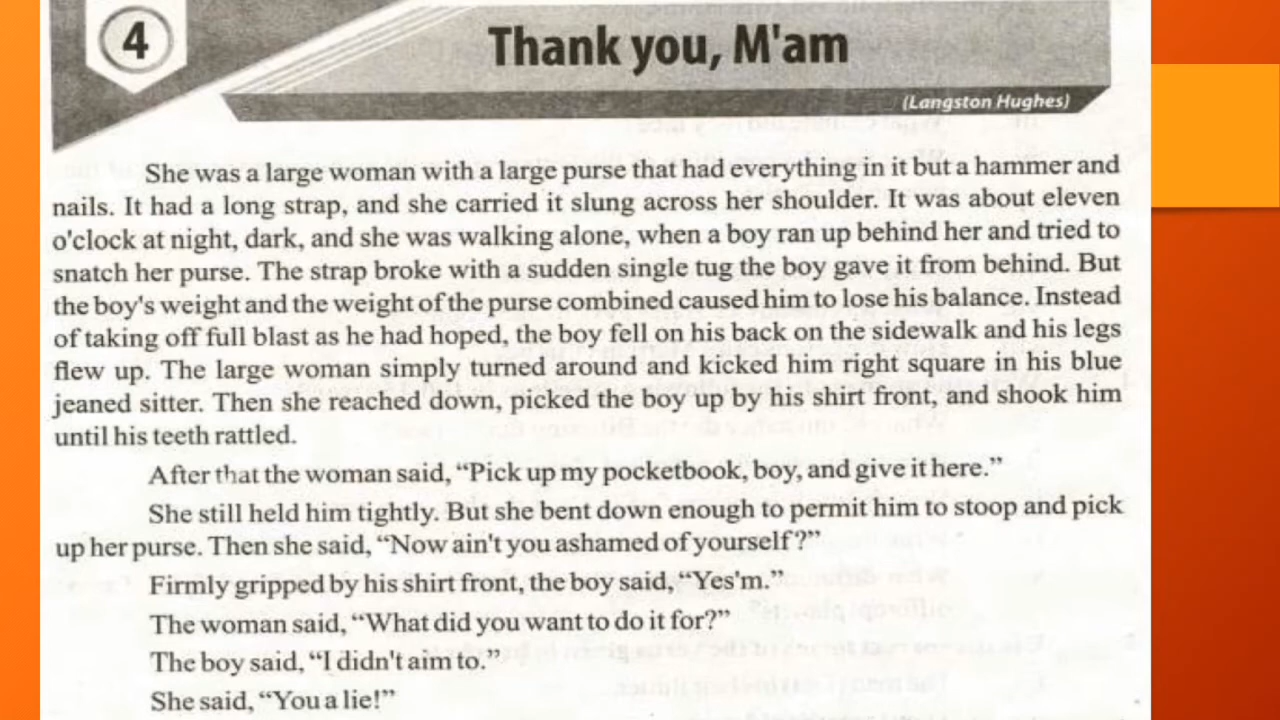 4
Thank you, M'am
(Langston Hughes)
She was a large woman with a large purse that had everything in it but a hammer and
nails. It had a long strap, and she carried it slung across her shoulder. It was about eleven
o'clock at night, dark, and she was walking alone, when a boy ran up behind her and tried to
snatch her purse. The strap broke with a sudden single tug the boy gave it from behind. But
the boy's weight and the weight of the purse combined caused him to lose his balance. Instead
of taking off full blast as he had hoped, the boy fell on his back on the sidewalk and his legs
flew up. The large woman simply turned around and kicked him right square in his blue
jeaned sitter. Then she reached down, picked the boy up by his shirt front, and shook him
until his teeth rattled.
After that the woman said, “Pick up my pocketbook, boy, and give it here.”
She still held him tightly. But she bent down enough to permit him to stoop and pick
up her purse. Then she said, “Now ain't you ashamed of yourself?”
Firmly gripped by his shirt front, the boy said, “Yes'm.”
The woman said, “What did you want to do it for?”
The boy said, “I didn't aim to.”
She said, “You a lie!”